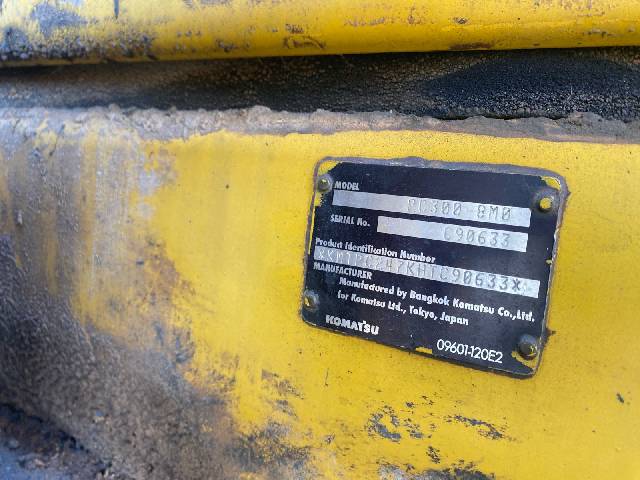 MODEL PC300-8M0
SERIAL No. C90633
Product Identification Number
MANUFACTURER
Manufactured by Bangkok Komatsu Co.,Ltd.
for Komatsu Ltd., Tokyo, Japan
KOMATSU 09601-120E2